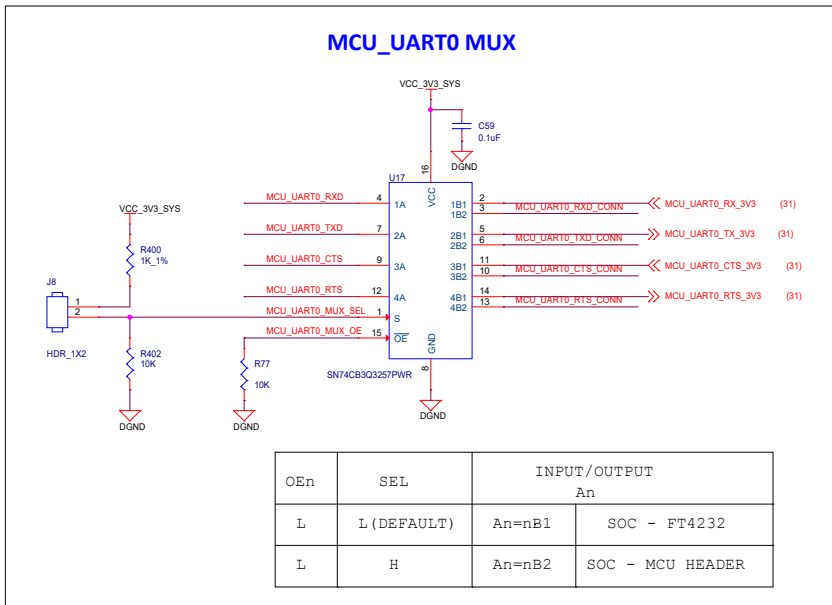 MCU_UART0 MUX
VCC_3V3_SYS
C59
0.1uF
DGND
U17
16
VCC
MCU_UART0_RXD 4 1A
1B1 2 MCU_UART0_RX_3V3 (31)
1B2 3 MCU_UART0_RXD_CONN
MCU_UART0_TXD 7 2A
2B1 5 MCU_UART0_TX_3V3 (31)
2B2 6 MCU_UART0_TXD_CONN
MCU_UART0_CTS 9 3A
3B1 11 MCU_UART0_CTS_3V3 (31)
3B2 10 MCU_UART0_CTS_CONN
MCU_UART0_RTS 12 4A
4B1 14 MCU_UART0_RTS_3V3 (31)
4B2 13 MCU_UART0_RTS_CONN
MCU_UART0_MUX_SEL 1 S
MCU_UART0_MUX_OE 15 OE
GND
8
SN74CB3Q3257PWR
DGND
VCC_3V3_SYS
R400
1K_1%
J8
1
2
HDR_1X2
R402
10K
DGND
R77
10K
DGND
OEn SEL INPUT/OUTPUT
An
L L(DEFAULT) An=nB1 SOC - FT4232
L H An=nB2 SOC - MCU HEADER